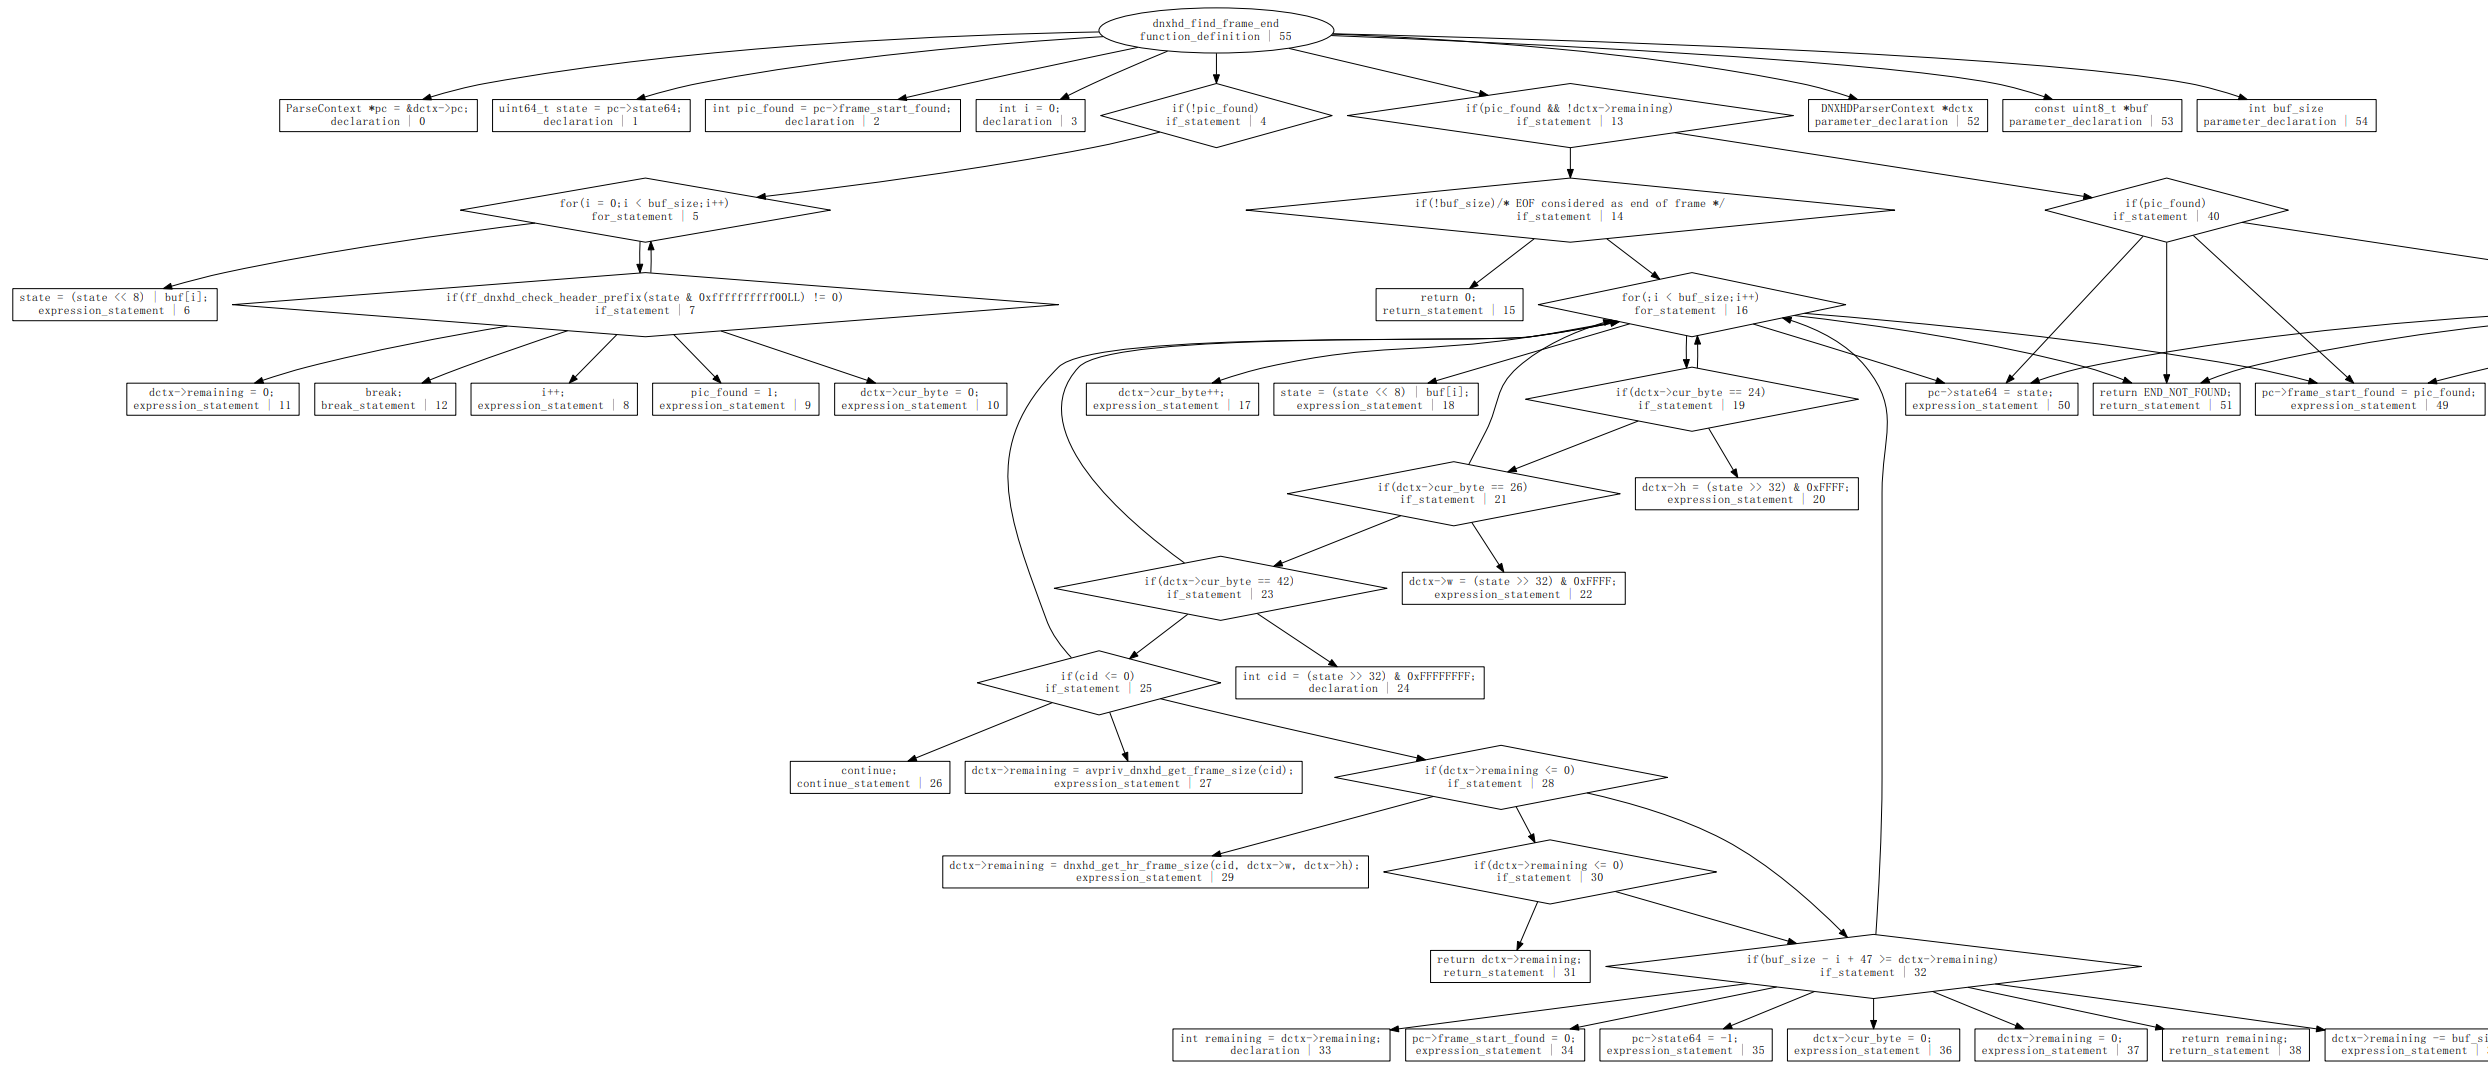 dnxhd_find_frame_end
function_definition | 55
ParseContext *pc = &dctx->pc;
declaration | 0
uint64_t state = pc->state64;
declaration | 1
int pic_found = pc->frame_start_found;
declaration | 2
int i = 0;
declaration | 3
if(!pic_found)
if_statement | 4
if(pic_found && !dctx->remaining)
if_statement | 13
DNXHDParserContext *dctx
parameter_declaration | 52
const uint8_t *buf
parameter_declaration | 53
int buf_size
parameter_declaration | 54
for(i = 0;i < buf_size;i++)
for_statement | 5
if(!buf_size)/* EOF considered as end of frame */
if_statement | 14
if(pic_found)
if_statement | 40
state = (state << 8) | buf[i];
expression_statement | 6
if(ff_dnxhd_check_header_prefix(state & 0xffffffffff00LL) != 0)
if_statement | 7
return 0;
return_statement | 15
for(;i < buf_size;i++)
for_statement | 16
dctx->remaining = 0;
expression_statement | 11
break;
break_statement | 12
i++;
expression_statement | 8
pic_found = 1;
expression_statement | 9
dctx->cur_byte = 0;
expression_statement | 10
dctx->cur_byte++;
expression_statement | 17
state = (state << 8) | buf[i];
expression_statement | 18
if(dctx->cur_byte == 24)
if_statement | 19
pc->state64 = state;
expression_statement | 50
return END_NOT_FOUND;
return_statement | 51
pc->frame_start_found = pic_found;
expression_statement | 49
if(dctx->cur_byte == 26)
if_statement | 21
dctx->h = (state >> 32) & 0xFFFF;
expression_statement | 20
if(dctx->cur_byte == 42)
if_statement | 23
dctx->w = (state >> 32) & 0xFFFF;
expression_statement | 22
if(cid <= 0)
if_statement | 25
int cid = (state >> 32) & 0xFFFFFFFF;
declaration | 24
continue;
continue_statement | 26
dctx->remaining = avpriv_dnxhd_get_frame_size(cid);
expression_statement | 27
if(dctx->remaining <= 0)
if_statement | 28
dctx->remaining = dnxhd_get_hr_frame_size(cid, dctx->w, dctx->h);
expression_statement | 29
if(dctx->remaining <= 0)
if_statement | 30
return dctx->remaining;
return_statement | 31
if(buf_size - i + 47 >= dctx->remaining)
if_statement | 32
int remaining = dctx->remaining;
declaration | 33
pc->frame_start_found = 0;
expression_statement | 34
pc->state64 = -1;
expression_statement | 35
dctx->cur_byte = 0;
expression_statement | 36
dctx->remaining = 0;
expression_statement | 37
return remaining;
return_statement | 38
dctx->remaining -=
expression_statement |